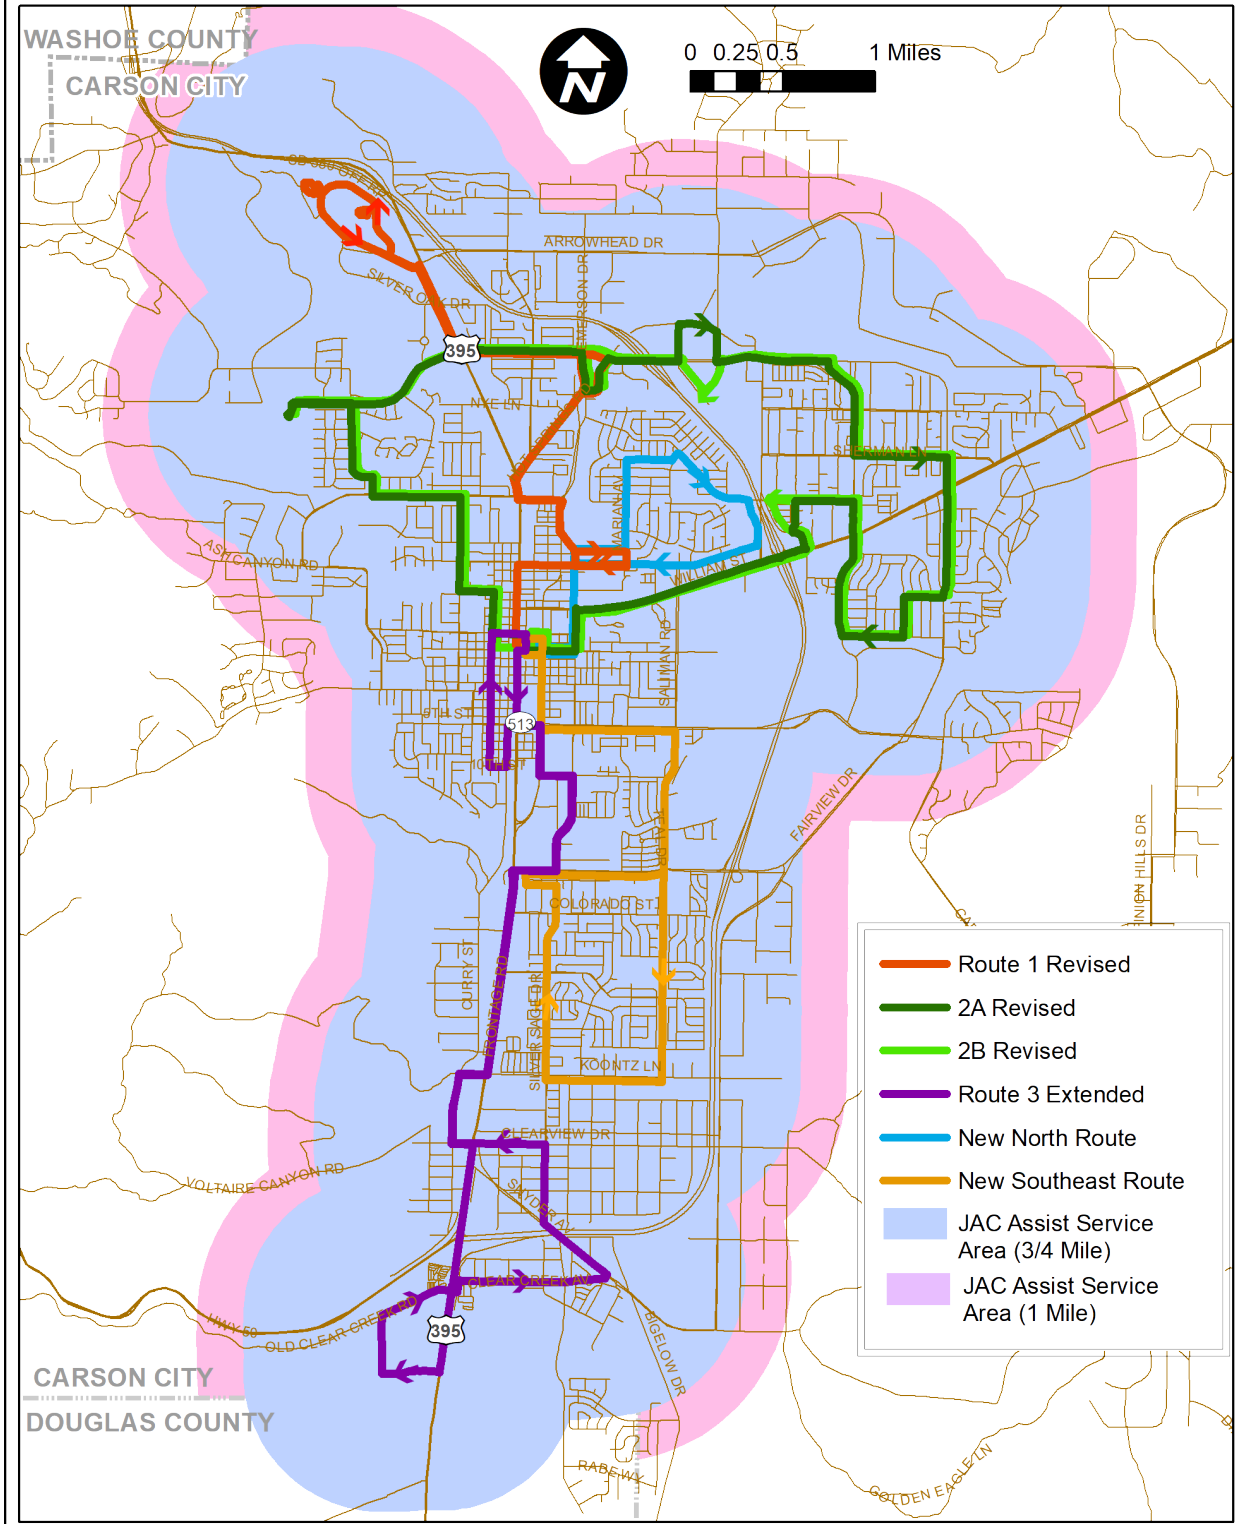 WASHOE COUNTY
CARSON CITY
N
0 0.25 0.5 1 Miles
ARROWHEAD DR
EMERSON DR
SILVER OAK DR
395
NYE LN
SHERMAN LN
MARIAN AV
ASH CANYON RD
WILLIAM ST
SALIMAN RD
5TH ST
513
10TH ST
FAIRVIEW DR
COLORADO ST
CURRY ST
FRONTAGE RD
SILVER SAGE DR
KOONTZ LN
CLEARVIEW DR
VOLTAIRE CANYON RD
SNYDER AV
CLEAR CREEK AV
HWY 50
OLD CLEAR CREEK RD
395
BIGELOW DR
CARSON CITY
DOUGLAS COUNTY
RABE WY
GOLDEN EAGLE LN
Route 1 Revised
2A Revised
2B Revised
Route 3 Extended
New North Route
New Southeast Route
JAC Assist Service
Area (3/4 Mile)
JAC Assist Service
Area (1 Mile)